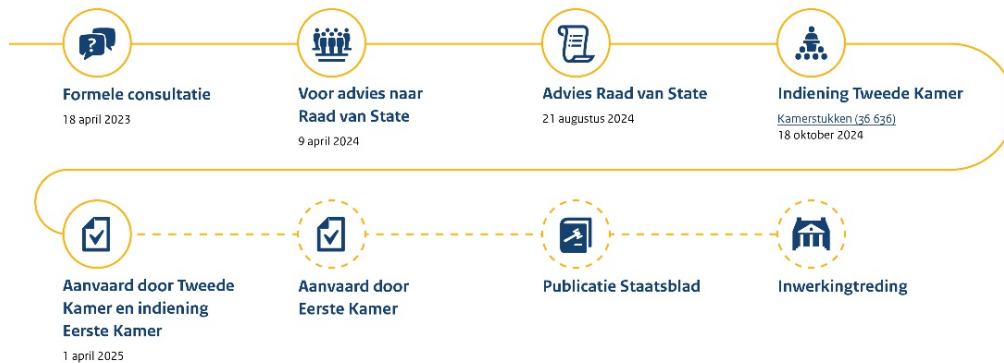 ?
Formele consultatie
18 april 2023
Voor advies naar
Raad van State
9 april 2024
Advies Raad van State
21 augustus 2024
Indiening Tweede Kamer
Kamerstukken (36 636)
18 oktober 2024
Aanvaard door Tweede
Kamer en indiening
Eerste Kamer
1 april 2025
Aanvaard door
Eerste Kamer
Publicatie Staatsblad
Inwerkingtreding